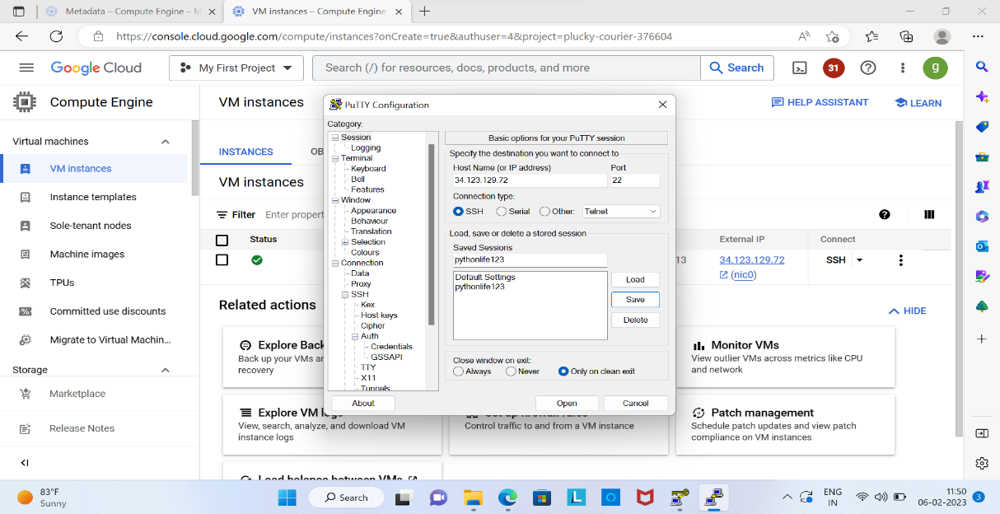 Metadata – Compute Engine – M
VM instances – Compute Engine
https://console.cloud.google.com/compute/instances?onCreate=true&authuser=4&project=plucky-courier-376604
Google Cloud
My First Project
Search (/) for resources, docs, products, and more
Search
31
g
Compute Engine
VM instances
HELP ASSISTANT
LEARN
Virtual machines
VM instances
Instance templates
Sole-tenant nodes
Machine images
TPUs
Committed use discounts
Migrate to Virtual Machin...
Storage
Marketplace
Release Notes
INSTANCES
OB
VM instances
Filter Enter propert
Status
External IP
Connect
13
34.123.129.72
(nic0)
SSH
Related actions
HIDE
Explore Back
Back up your VMs an
recovery
Monitor VMs
View outlier VMs across metrics like CPU
and network
Explore VM logs
View, search, analyze, and download VM
instance logs
Set up firewall rules
Control traffic to and from a VM instance
Patch management
Schedule patch updates and view patch
compliance on VM instances
Load balance between VMs
PuTTY Configuration
Category:
Session
Logging
Terminal
Keyboard
Bell
Features
Window
Appearance
Behaviour
Translation
Selection
Colours
Connection
Data
Proxy
SSH
Kex
Host keys
Cipher
Auth
Credentials
GSSAPI
TTY
X11
Tunnels
Basic options for your PuTTY session
Specify the destination you want to connect to
Host Name (or IP address)
Port
34.123.129.72
22
Connection type:
SSH
Serial
Other:
Telnet
Load, save or delete a stored session
Saved Sessions
pythonlife123
Default Settings
pythonlife123
Load
Save
Delete
Close window on exit:
Always
Never
Only on clean exit
About
Open
Cancel
83°F
Sunny
Search
ENG
IN
11:50
06-02-2023
3